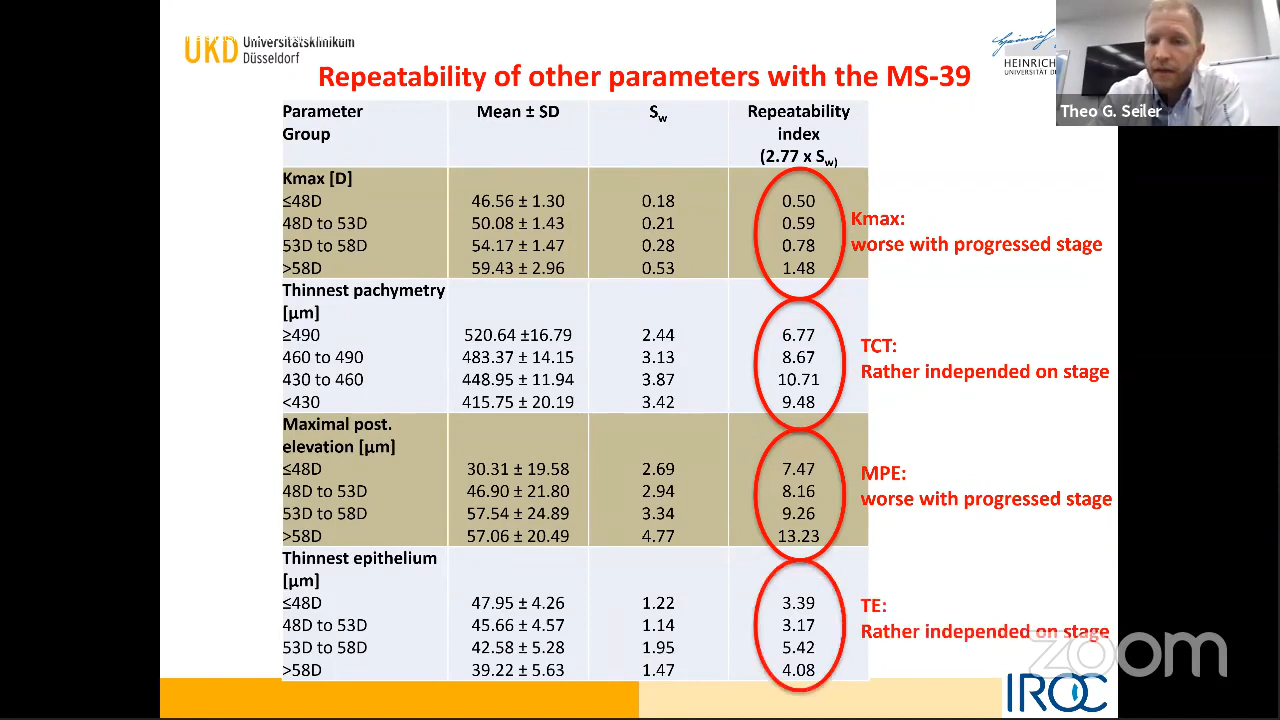 UKD Universitätsklinikum
Düsseldorf
HEINRICH
UNIVERSITÄT
Theo G. Seiler
Repeatability of other parameters with the MS-39
Parameter Group Mean ± SD Sw Repeatability index (2.77 x Sw)
Kmax [D]
≤48D 46.56 ± 1.30 0.18 0.50
48D to 53D 50.08 ± 1.43 0.21 0.59
53D to 58D 54.17 ± 1.47 0.28 0.78
>58D 59.43 ± 2.96 0.53 1.48
Kmax:
worse with progressed stage
Thinnest pachymetry
[µm]
≥490 520.64 ±16.79 2.44 6.77
460 to 490 483.37 ± 14.15 3.13 8.67
430 to 460 448.95 ± 11.94 3.87 10.71
<430 415.75 ± 20.19 3.42 9.48
TCT:
Rather independed on stage
Maximal post.
elevation [µm]
≤48D 30.31 ± 19.58 2.69 7.47
48D to 53D 46.90 ± 21.80 2.94 8.16
53D to 58D 57.54 ± 24.89 3.34 9.26
>58D 57.06 ± 20.49 4.77 13.23
MPE:
worse with progressed stage
Thinnest epithelium
[µm]
≤48D 47.95 ± 4.26 1.22 3.39
48D to 53D 45.66 ± 4.57 1.14 3.17
53D to 58D 42.58 ± 5.28 1.95 5.42
>58D 39.22 ± 5.63 1.47 4.08
TE:
Rather independed on stage
zoom
IROC